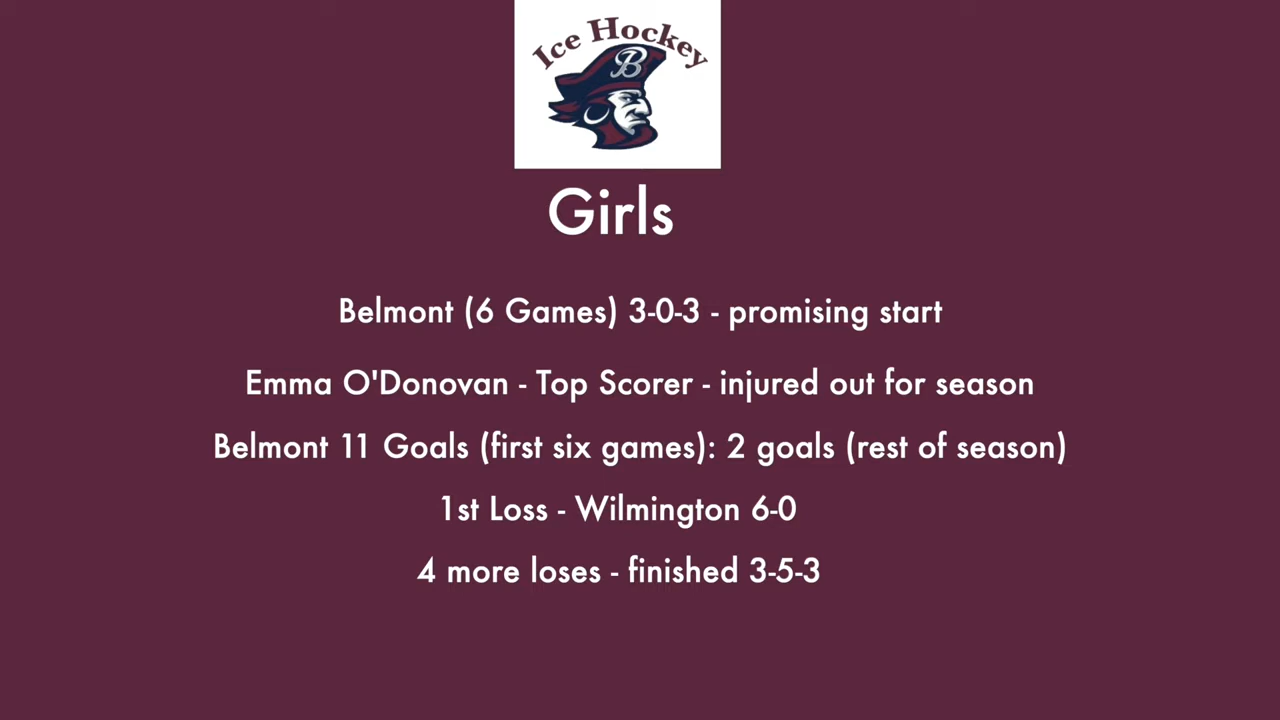 Ice Hockey
B
Girls
Belmont (6 Games) 3-0-3 - promising start
Emma O'Donovan - Top Scorer - injured out for season
Belmont 11 Goals (first six games): 2 goals (rest of season)
1st Loss - Wilmington 6-0
4 more loses - finished 3-5-3